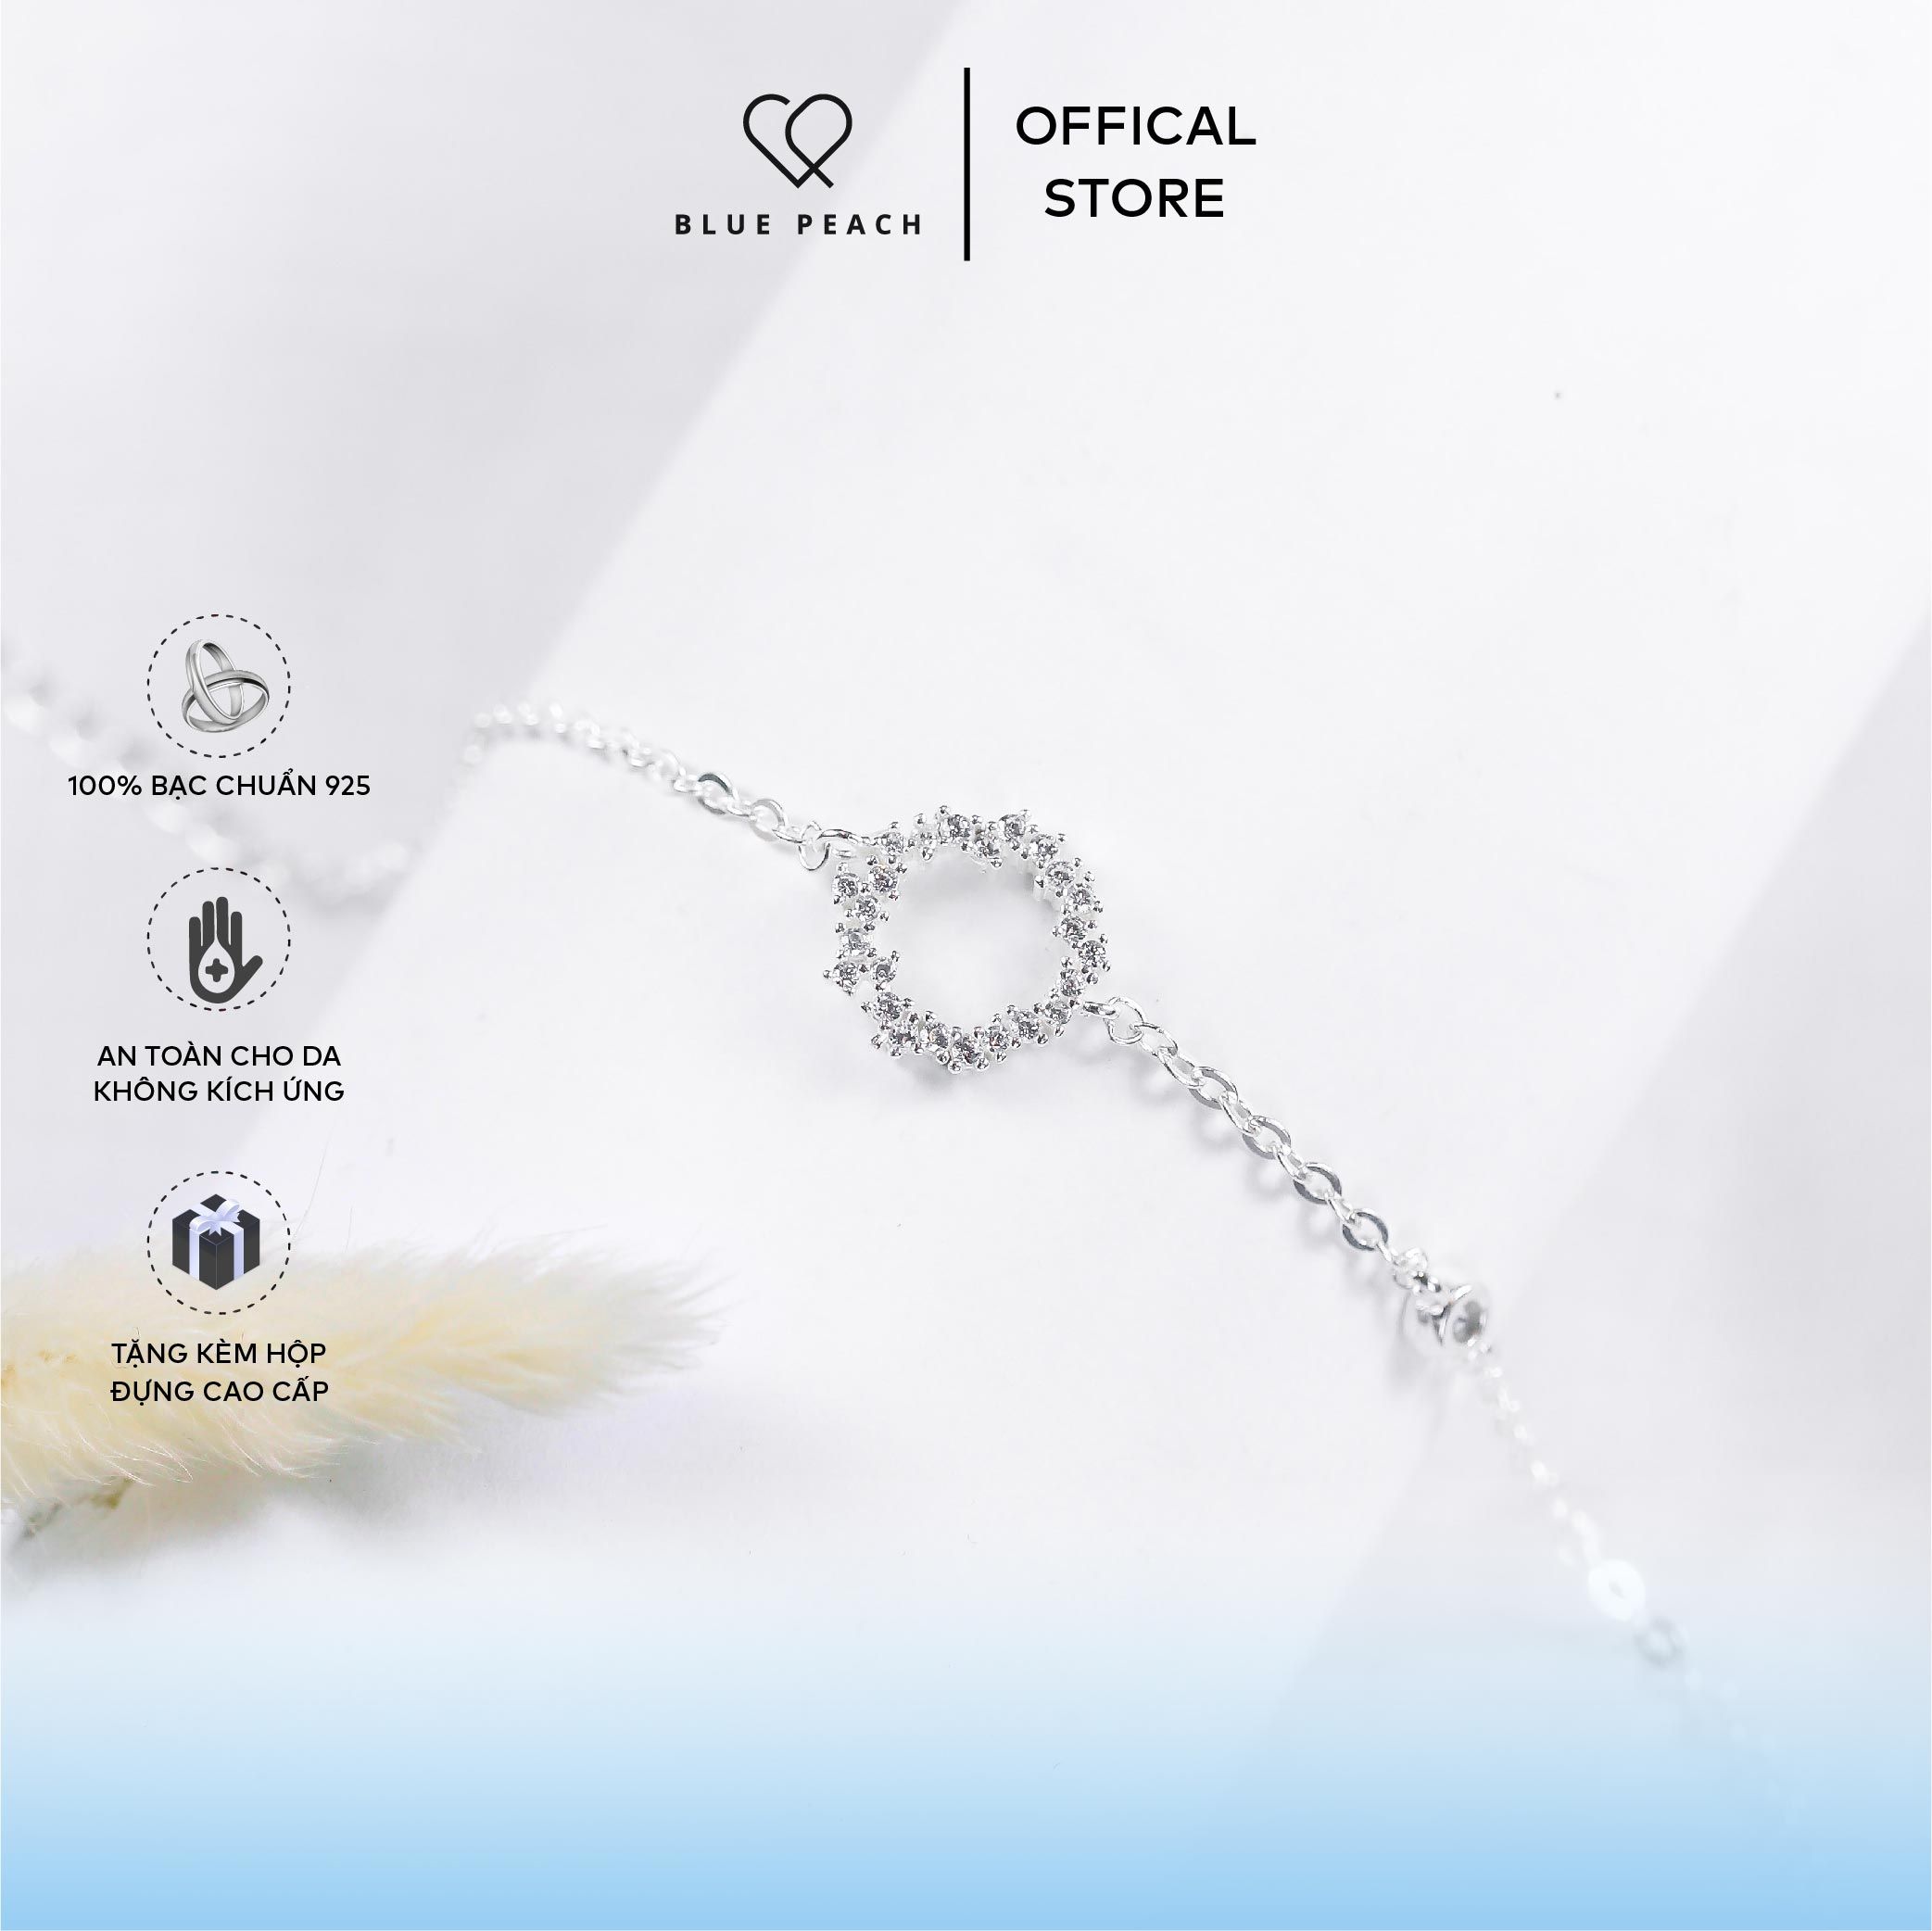 BLUE PEACH
OFFICAL
STORE
100% BẠC CHUẨN 925
AN TOÀN CHO DA
KHÔNG KÍCH ỨNG
TẶNG KÈM HỘP
ĐỰNG CAO CẤP